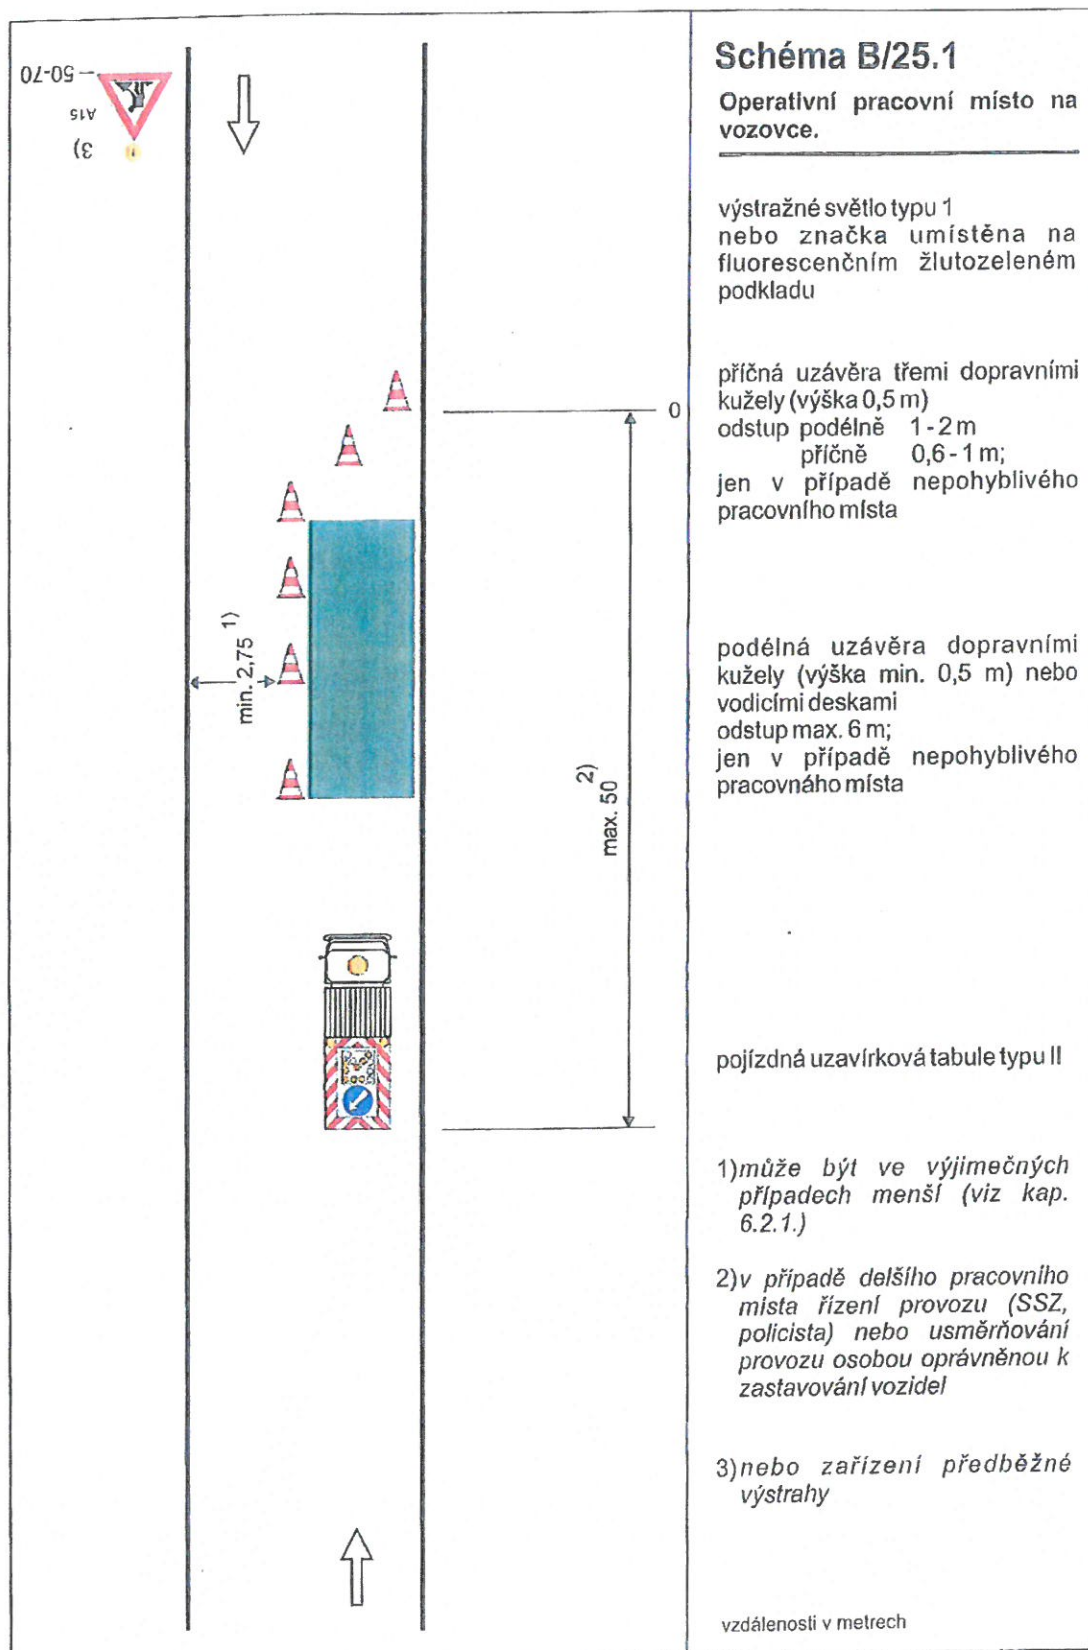 50-70
A15
3)
min. 2,75 1)
0
max. 50 2)
Schéma B/25.1
Operativní pracovní místo na
vozovce.
výstražné světlo typu 1
nebo značka umístěna na
fluorescenčním žlutozeleném
podkladu
příčná uzávěra třemi dopravními
kužely (výška 0,5 m)
odstup podélně 1-2 m
příčně 0,6-1 m;
jen v případě nepohyblivého
pracovního místa
podélná uzávěra dopravními
kužely (výška min. 0,5 m) nebo
vodicími deskami
odstup max. 6 m;
jen v případě nepohyblivého
pracovnáho místa
pojízdná uzavírková tabule typu II
1) může být ve výjimečných
případech menší (viz kap.
6.2.1.)
2) v případě delšího pracovního
místa řízení provozu (SSZ,
policista) nebo usměrňování
provozu osobou oprávněnou k
zastavování vozidel
3) nebo zařízení předběžné
výstrahy
vzdálenosti v metrech